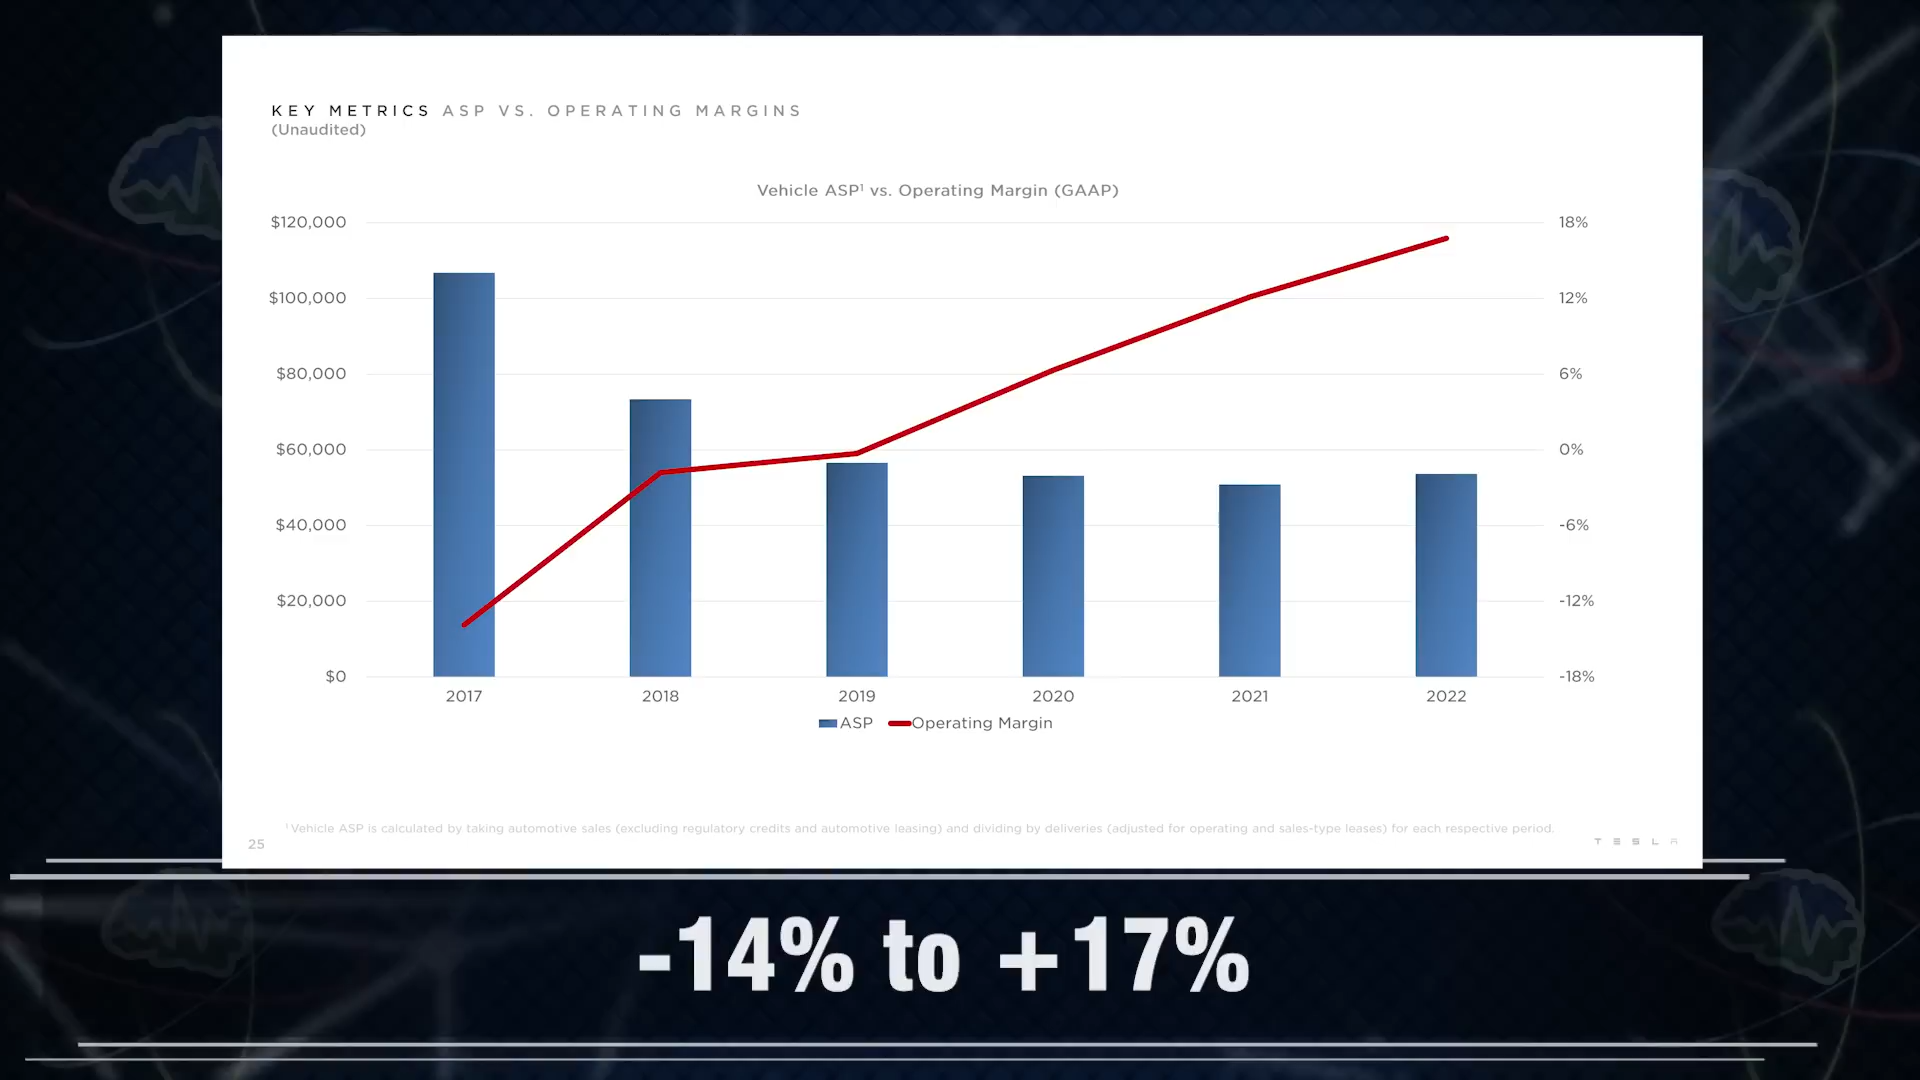 KEY METRICS ASP VS. OPERATING MARGINS
(Unaudited)
Vehicle ASP¹ vs. Operating Margin (GAAP)
$120,000
$100,000
$80,000
$60,000
$40,000
$20,000
$0
18%
12%
6%
0%
-6%
-12%
-18%
2017 2018 2019 2020 2021 2022
ASP Operating Margin
¹ Vehicle ASP is calculated by taking automotive sales (excluding regulatory credits and automotive leasing) and dividing by deliveries (adjusted for operating and sales-type leases) for each respective period.
25
TESLA
-14% to +17%